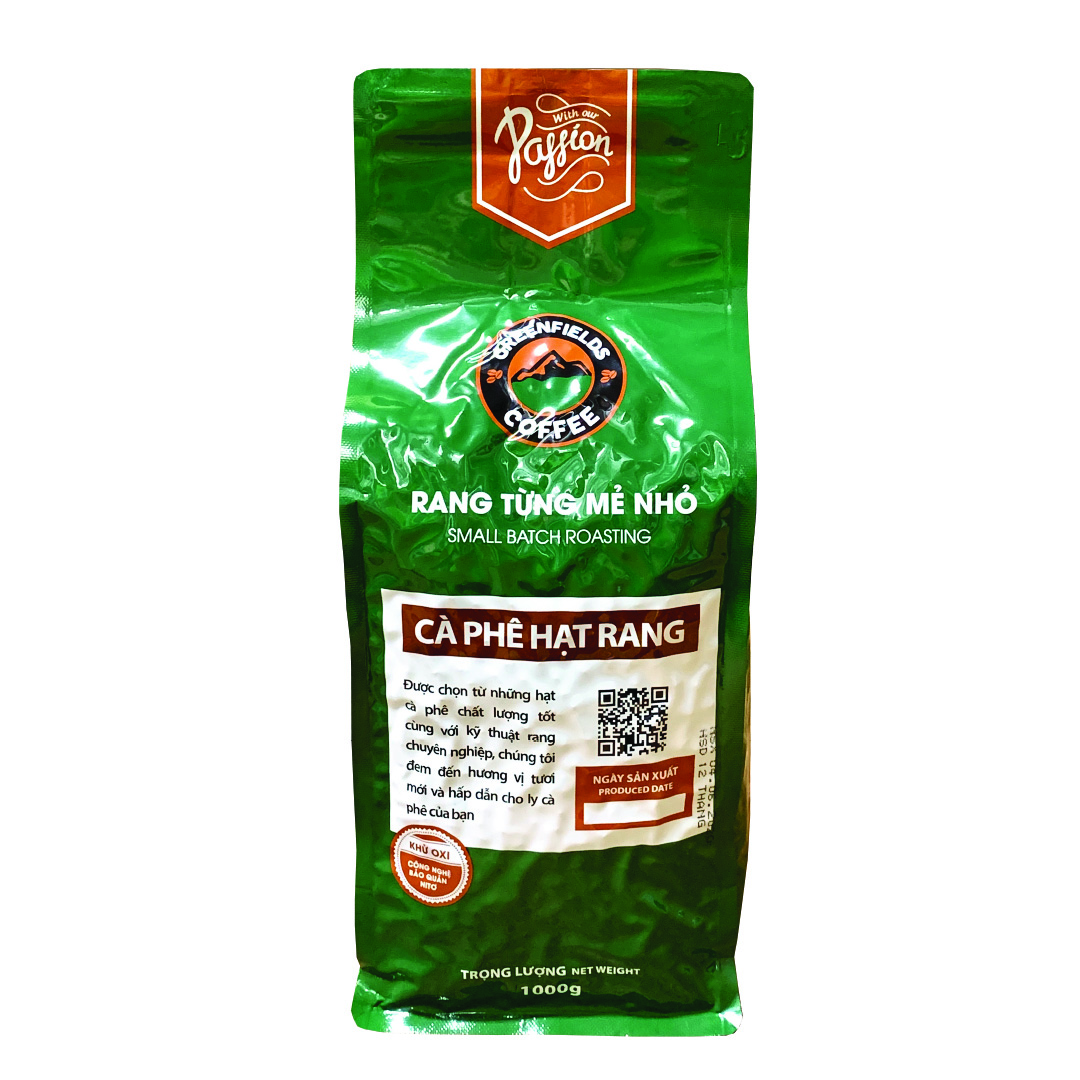 With our
Passion
GREENFIELDS
COFFEE
RANG TỪNG MẺ NHỎ
SMALL BATCH ROASTING
CÀ PHÊ HẠT RANG
Được chọn từ những hạt
cà phê chất lượng tốt
cùng với kỹ thuật rang
chuyên nghiệp, chúng tôi
đem đến hương vị tươi
mới và hấp dẫn cho ly cà
phê của bạn
NGÀY SẢN XUẤT
PRODUCED DATE
HSD 12 THANG
KHỬ OXI
CÔNG NGHỆ
BẢO QUẢN
NITƠ
TRỌNG LƯỢNG NET WEIGHT
1000g